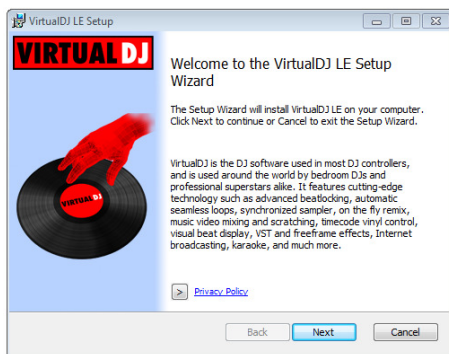 VirtualDJ LE Setup
VIRTUAL DJ
Welcome to the VirtualDJ LE Setup
Wizard
The Setup Wizard will install VirtualDJ LE on your computer.
Click Next to continue or Cancel to exit the Setup Wizard.
VirtualDJ is the DJ software used in most DJ controllers,
and is used around the world by bedroom DJs and
professional superstars alike. It features cutting-edge
technology such as advanced beatlocking, automatic
seamless loops, synchronized sampler, on the fly remix,
music video mixing and scratching, timecode vinyl control,
visual beat display, VST and freeframe effects, Internet
broadcasting, karaoke, and much more.
VIRTUAL DJ
> Privacy Policy
Back Next Cancel